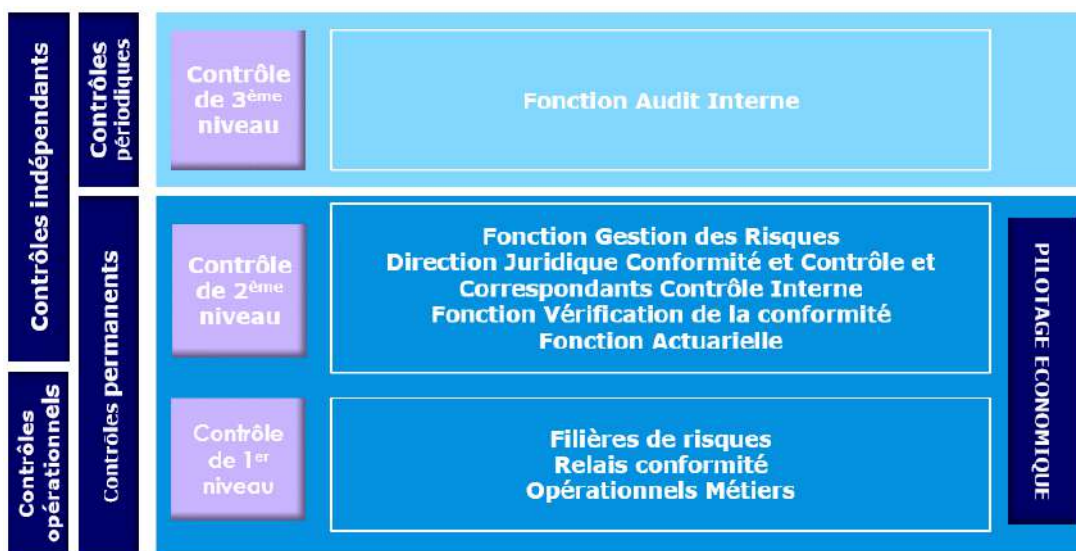 Contrôles indépendants
Contrôles
périodiques
Contrôle
de 3ème
niveau
Fonction Audit Interne
Contrôles permanents
Contrôle
de 2ème
niveau
Fonction Gestion des Risques
Direction Juridique Conformité et Contrôle et
Correspondants Contrôle Interne
Fonction Vérification de la conformité
Fonction Actuarielle
PILOTAGE ECONOMIQUE
Contrôles
opérationnels
Contrôle
de 1er
niveau
Filières de risques
Relais conformité
Opérationnels Métiers